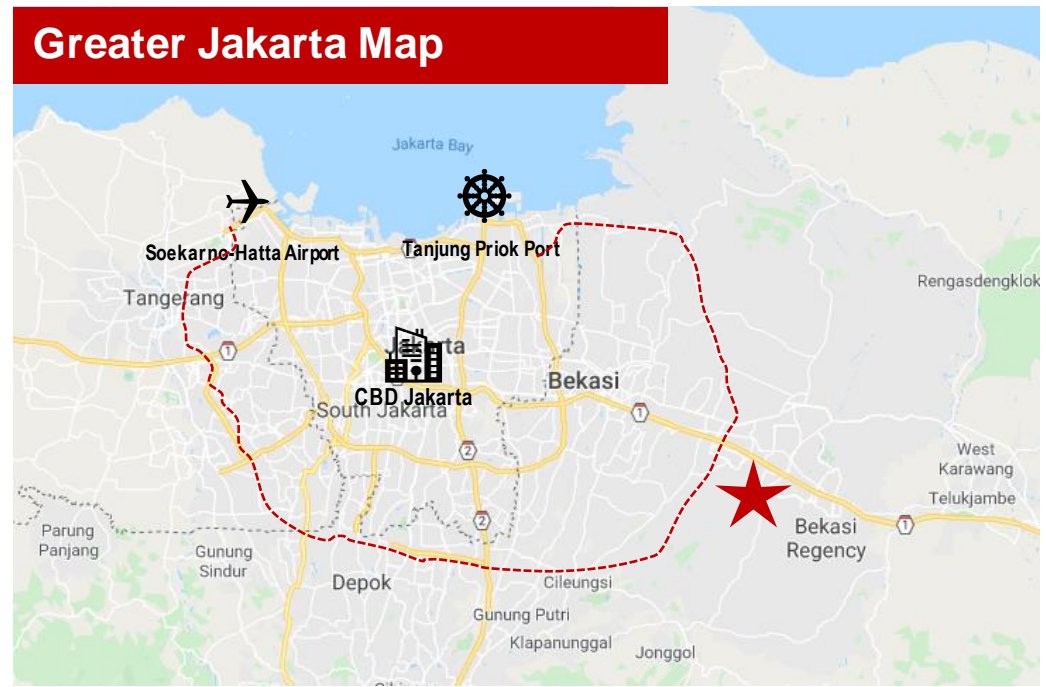 Greater Jakarta Map
Jakarta Bay
Soekarno-Hatta Airport
Tanjung Priok Port
1
Rengasdengklok
Tangerang
Jakarta
1
Bekasi
CBD Jakarta
South Jakarta
1
2
West
Karawang
Telukjambe
2
Bekasi
Regency
1
Parung
Panjang
Gunung
Sindur
Depok
Cileungsi
Gunung Putri
Klapanunggal
Jonggol